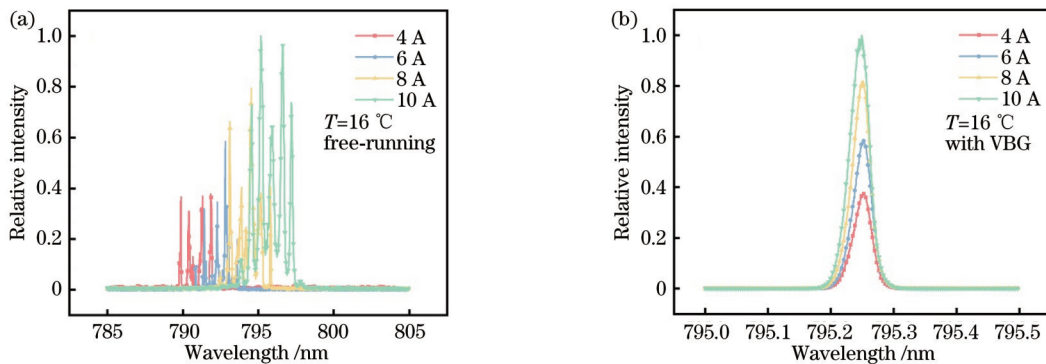 (a)
1.0
0.8
0.6
0.4
0.2
0
Relative intensity
4 A
6 A
8 A
10 A
T=16 ℃
free-running
785
790
795
800
805
Wavelength /nm
(b)
1.0
0.8
0.6
0.4
0.2
0
Relative intensity
4 A
6 A
8 A
10 A
T=16 ℃
with VBG
795.0
795.1
795.2
795.3
795.4
795.5
Wavelength /nm